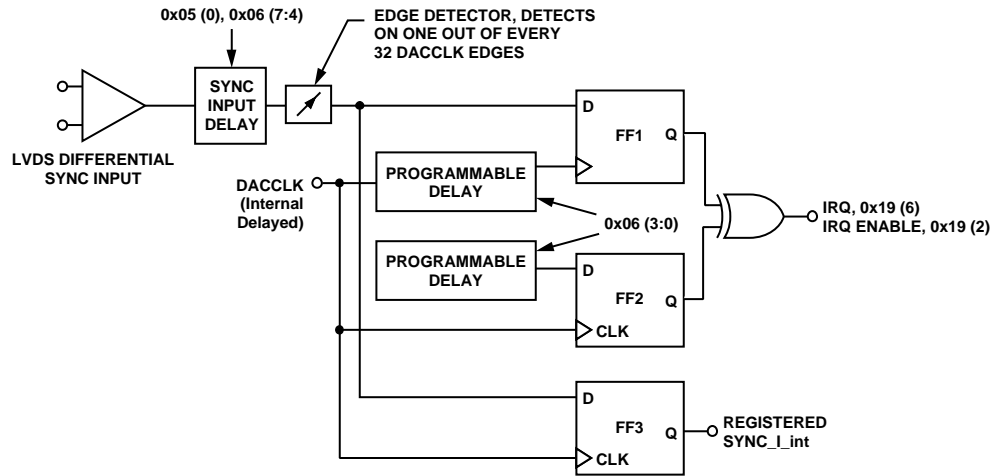 0x05 (0), 0x06 (7:4)
EDGE DETECTOR, DETECTS
ON ONE OUT OF EVERY
32 DACCLK EDGES
SYNC
INPUT
DELAY
LVDS DIFFERENTIAL
SYNC INPUT
D
FF1
Q
PROGRAMMABLE
DELAY
DACCLK
(Internal
Delayed)
0x06 (3:0)
IRQ, 0x19 (6)
IRQ ENABLE, 0x19 (2)
PROGRAMMABLE
DELAY
D
FF2
Q
CLK
D
FF3
Q
CLK
REGISTERED
SYNC_I_int